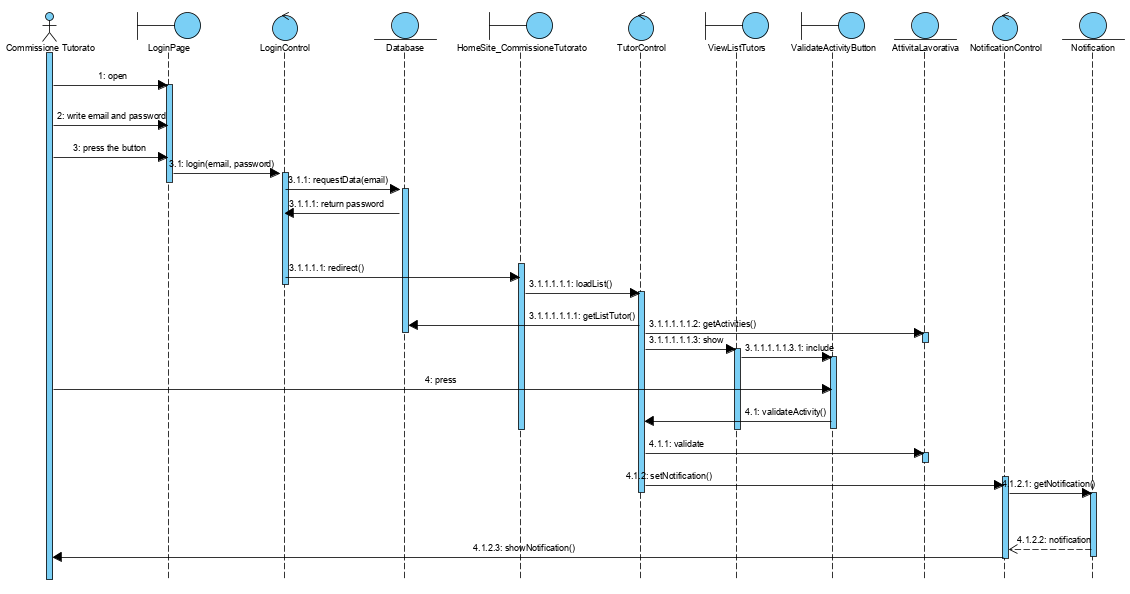 Commissione Tutorato
LoginPage
LoginControl
Database
HomeSite_CommissioneTutorato
TutorControl
ViewListTutors
ValidateActivityButton
AttivitaLavorativa
NotificationControl
Notification
1: open
2: write email and password
3: press the button
3.1: login(email, password)
3.1.1: requestData(email)
3.1.1.1: return password
3.1.1.1.1: redirect()
3.1.1.1.1.1: loadList()
3.1.1.1.1.1.1: getListTutor()
3.1.1.1.1.1.2: getActivities()
3.1.1.1.1.1.3: show
3.1.1.1.1.1.3.1: include
4: press
4.1: validateActivity()
4.1.1: validate
4.1.2: setNotification()
4.1.2.1: getNotification()
4.1.2.2: notification
4.1.2.3: showNotification()